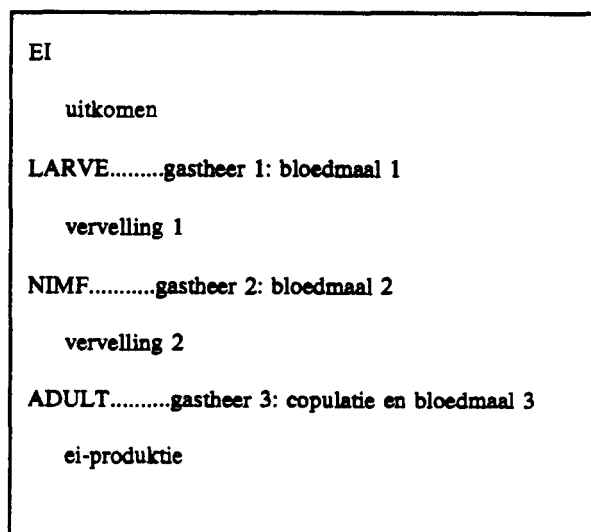 EI
uitkomen
LARVE.........gastheer 1: bloedmaal 1
vervelling 1
NIMF...........gastheer 2: bloedmaal 2
vervelling 2
ADULT..........gastheer 3: copulatie en bloedmaal 3
ei-produktie